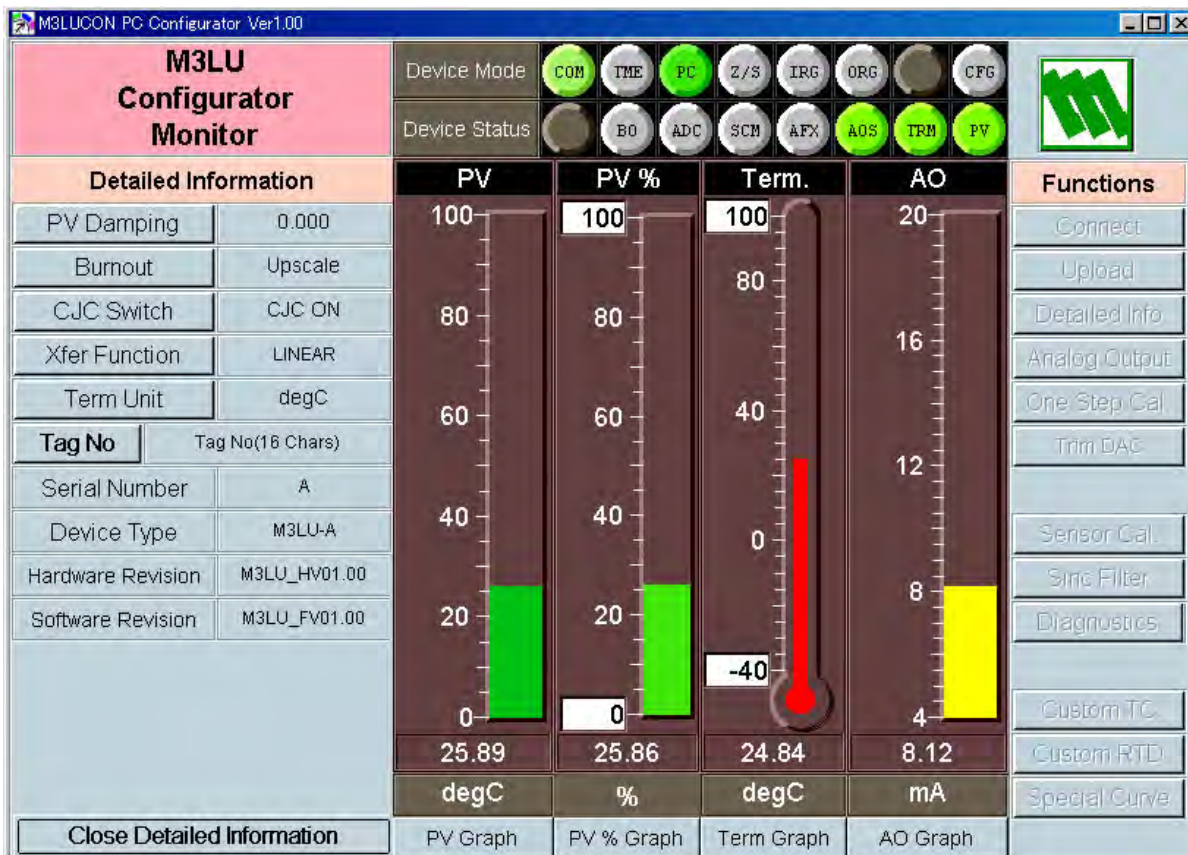 M3LUCON PC Configurator Ver1.00
M3LU
Configurator
Monitor
Device Mode
COM TME PC Z/S IRG ORG CFG
Device Status
BO ADC SCM AFX AOS TRM PV
Detailed Information
PV Damping 0.000
Burnout Upscale
CJC Switch CJC ON
Xfer Function LINEAR
Term Unit degC
Tag No Tag No(16 Chars)
Serial Number A
Device Type M3LU-A
Hardware Revision M3LU_HV01.00
Software Revision M3LU_FV01.00
Close Detailed Information
PV
100
80
60
40
20
0
25.89
degC
PV Graph
PV %
100
80
60
40
20
0
25.86
%
PV % Graph
Term.
100
80
40
0
-40
24.84
degC
Term Graph
AO
20
16
12
8
4
8.12
mA
AO Graph
Functions
Connect
Upload
Detailed Info
Analog Output
One Step Cal.
Trim DAC
Sensor Cal.
Sinc Filter
Diagnostics
Custom TC
Custom RTD
Special Curve